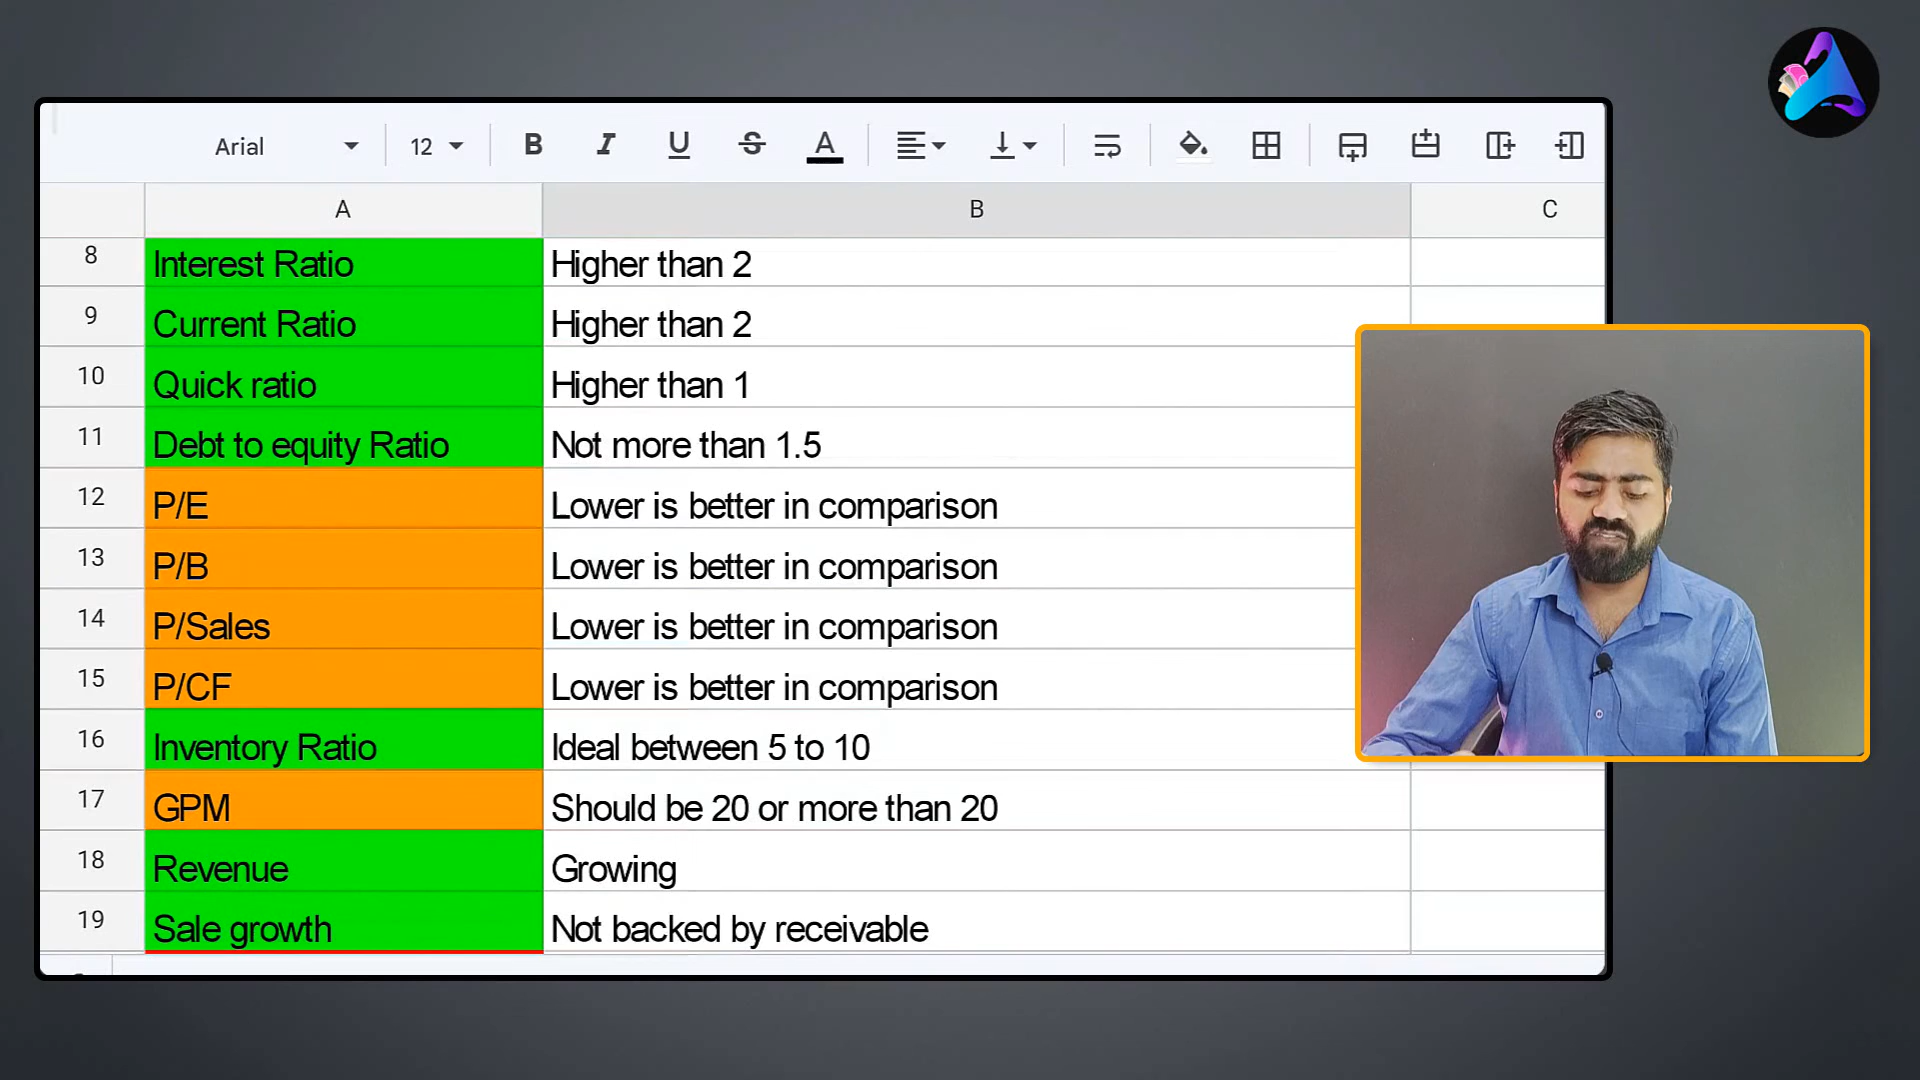 Arial 12 B I U S A
A B C
8 Interest Ratio Higher than 2
9 Current Ratio Higher than 2
10 Quick ratio Higher than 1
11 Debt to equity Ratio Not more than 1.5
12 P/E Lower is better in comparison
13 P/B Lower is better in comparison
14 P/Sales Lower is better in comparison
15 P/CF Lower is better in comparison
16 Inventory Ratio Ideal between 5 to 10
17 GPM Should be 20 or more than 20
18 Revenue Growing
19 Sale growth Not backed by receivable